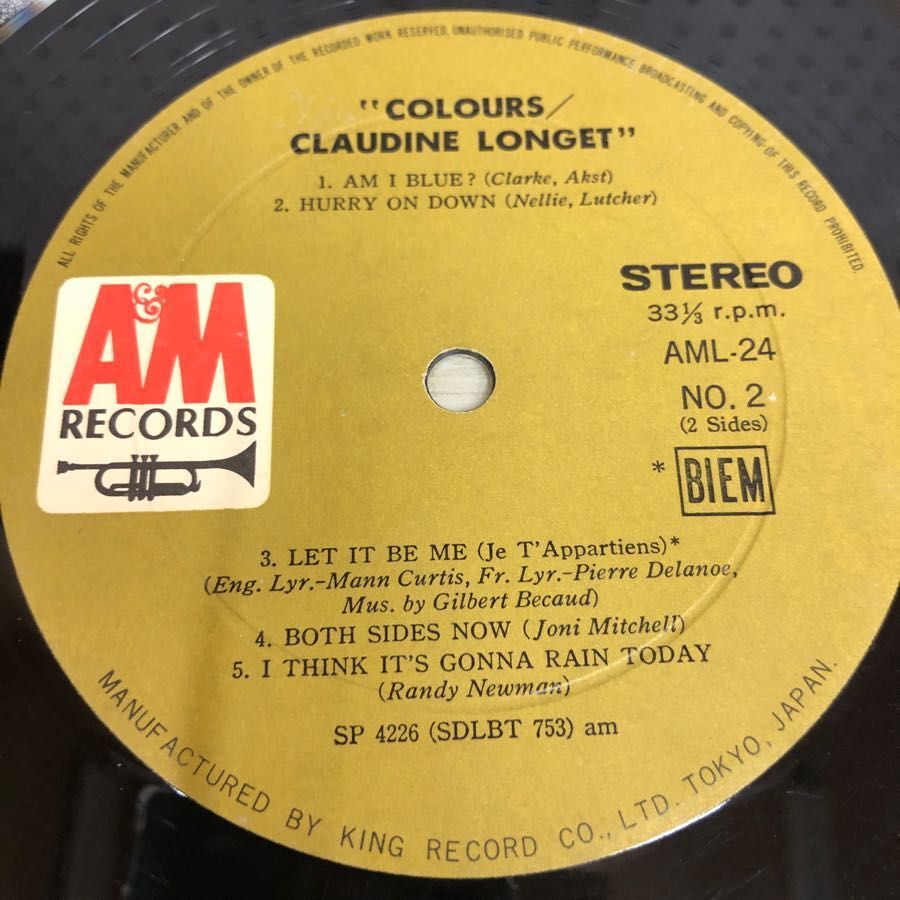 ALL RIGHTS OF THE MANUFACTURER AND OF THE OWNER OF THE RECORDED WORK RESERVED. UNAUTHORISED PUBLIC PERFORMANCE, BROADCASTING AND COPYING OF THIS RECORD PROHIBITED.
"COLOURS/
CLAUDINE LONGET"
1. AM I BLUE? (Clarke, Akst)
2. HURRY ON DOWN (Nellie, Lutcher)
A&M
RECORDS
STEREO
33⅓ r.p.m.
AML-24
NO. 2
(2 Sides)
* BIEM
3. LET IT BE ME (Je T'Appartiens)*
(Eng. Lyr.-Mann Curtis, Fr. Lyr.-Pierre Delanoe,
Mus. by Gilbert Becaud)
4. BOTH SIDES NOW (Joni Mitchell)
5. I THINK IT'S GONNA RAIN TODAY
(Randy Newman)
SP 4226 (SDLBT 753) am
MANUFACTURED BY KING RECORD CO., LTD. TOKYO, JAPAN.